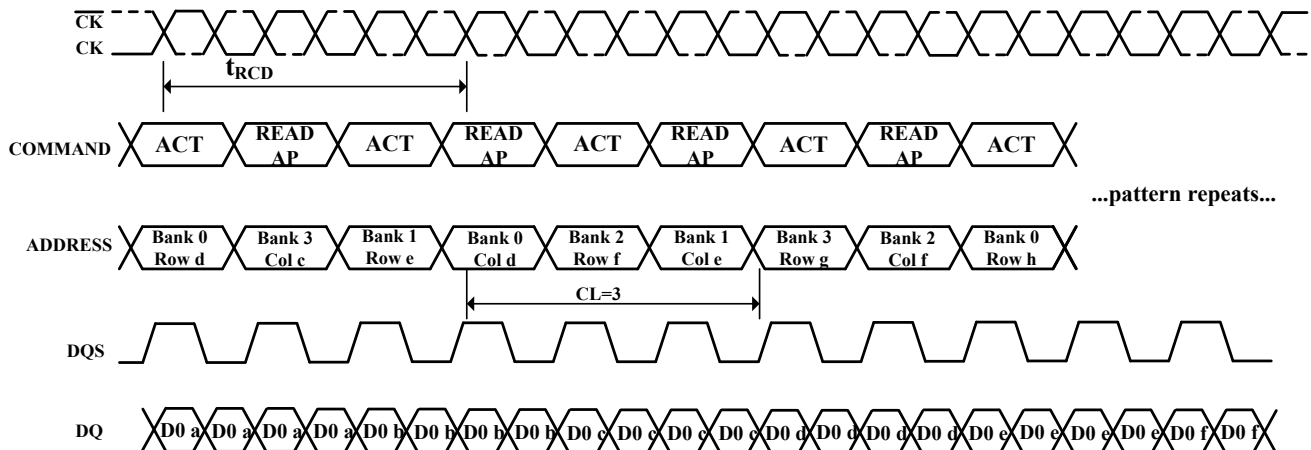 CK
CK
tRCD
COMMAND ACT READ AP ACT READ AP ACT READ AP ACT READ AP ACT
...pattern repeats...
ADDRESS Bank 0 Row d Bank 3 Col c Bank 1 Row e Bank 0 Col d Bank 2 Row f Bank 1 Col e Bank 3 Row g Bank 2 Col f Bank 0 Row h
CL=3
DQS
DQ D0 a D0 a D0 a D0 a D0 b D0 b D0 b D0 b D0 c D0 c D0 c D0 c D0 d D0 d D0 d D0 d D0 e D0 e D0 e D0 e D0 f D0 f